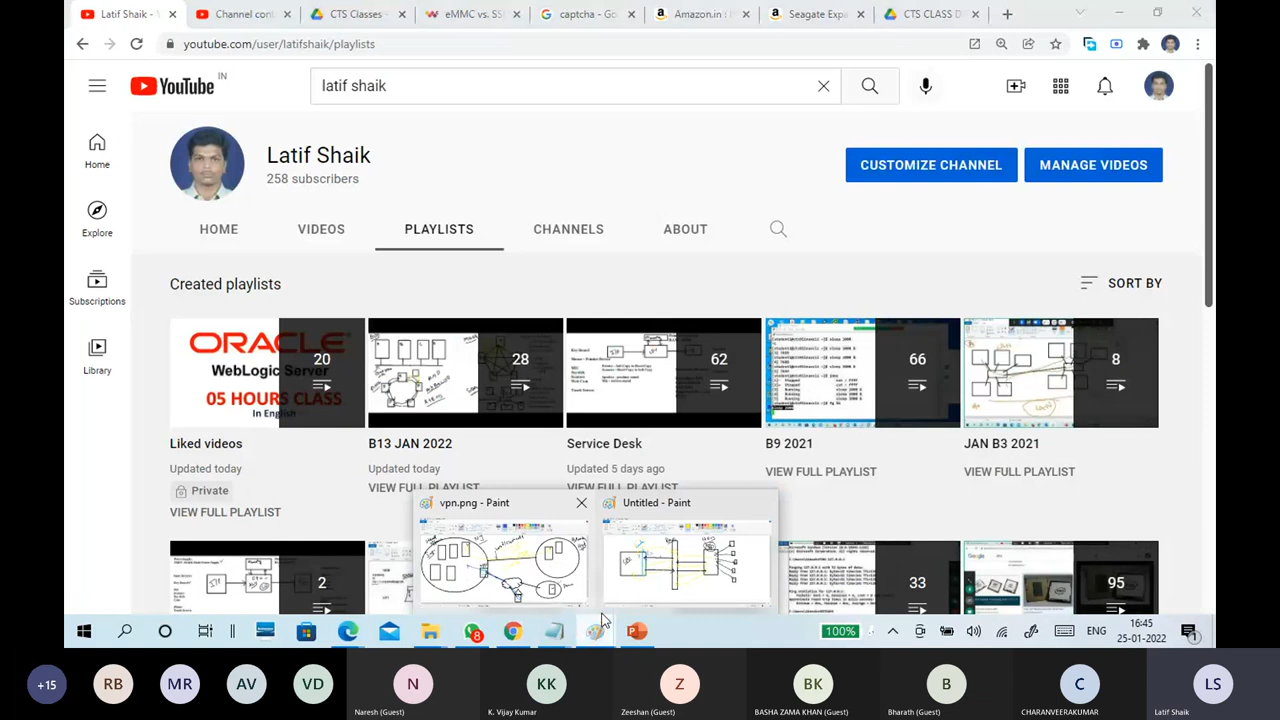 Latif Shaik - Y
Channel cont
CTS Classes -
eMMC vs. SS
captcha - Go
Amazon.in : H
Seagate Expa
CTS CLASS D
youtube.com/user/latifshaik/playlists
YouTube IN
latif shaik
Home
Explore
Subscriptions
Library
Latif Shaik
258 subscribers
CUSTOMIZE CHANNEL
MANAGE VIDEOS
HOME
VIDEOS
PLAYLISTS
CHANNELS
ABOUT
Created playlists
SORT BY
ORACLE
WebLogic Server
05 HOURS CLASS
In English
20
28
62
66
8
Liked videos
B13 JAN 2022
Service Desk
B9 2021
JAN B3 2021
Updated today
Updated today
Updated 5 days ago
VIEW FULL PLAYLIST
VIEW FULL PLAYLIST
Private
VIEW FULL PLAYLIST
VIEW FULL PLAYLIST
VIEW FULL PLAYLIST
vpn.png - Paint
Untitled - Paint
2
33
95
8
100%
ENG
16:45
25-01-2022
1
+15
RB
MR
AV
VD
N
KK
Z
BK
B
C
LS
Naresh (Guest)
K. Vijay Kumar
Zeeshan (Guest)
BASHA ZAMA KHAN (Guest)
Bharath (Guest)
CHARANVEERAKUMAR
Latif Shaik